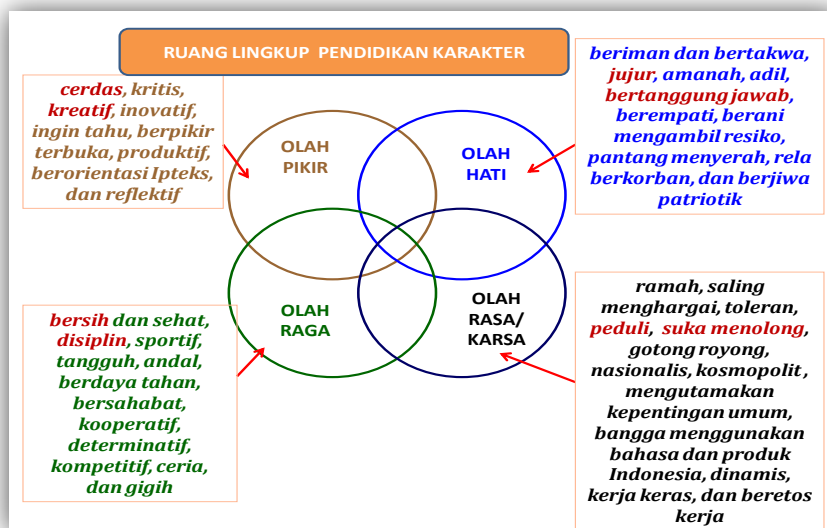 RUANG LINGKUP PENDIDIKAN KARAKTER
cerdas, kritis,
kreatif, inovatif,
ingin tahu, berpikir
terbuka, produktif,
berorientasi Ipteks,
dan reflektif
OLAH
PIKIR
OLAH
HATI
beriman dan bertakwa,
jujur, amanah, adil,
bertanggung jawab,
berempati, berani
mengambil resiko,
pantang menyerah, rela
berkorban, dan berjiwa
patriotik
bersih dan sehat,
disiplin, sportif,
tangguh, andal,
berdaya tahan,
bersahabat,
kooperatif,
determinatif,
kompetitif, ceria,
dan gigih
OLAH
RAGA
OLAH
RASA/
KARSA
ramah, saling
menghargai, toleran,
peduli, suka menolong,
gotong royong,
nasionalis, kosmopolit ,
mengutamakan
kepentingan umum,
bangga menggunakan
bahasa dan produk
Indonesia, dinamis,
kerja keras, dan beretos
kerja